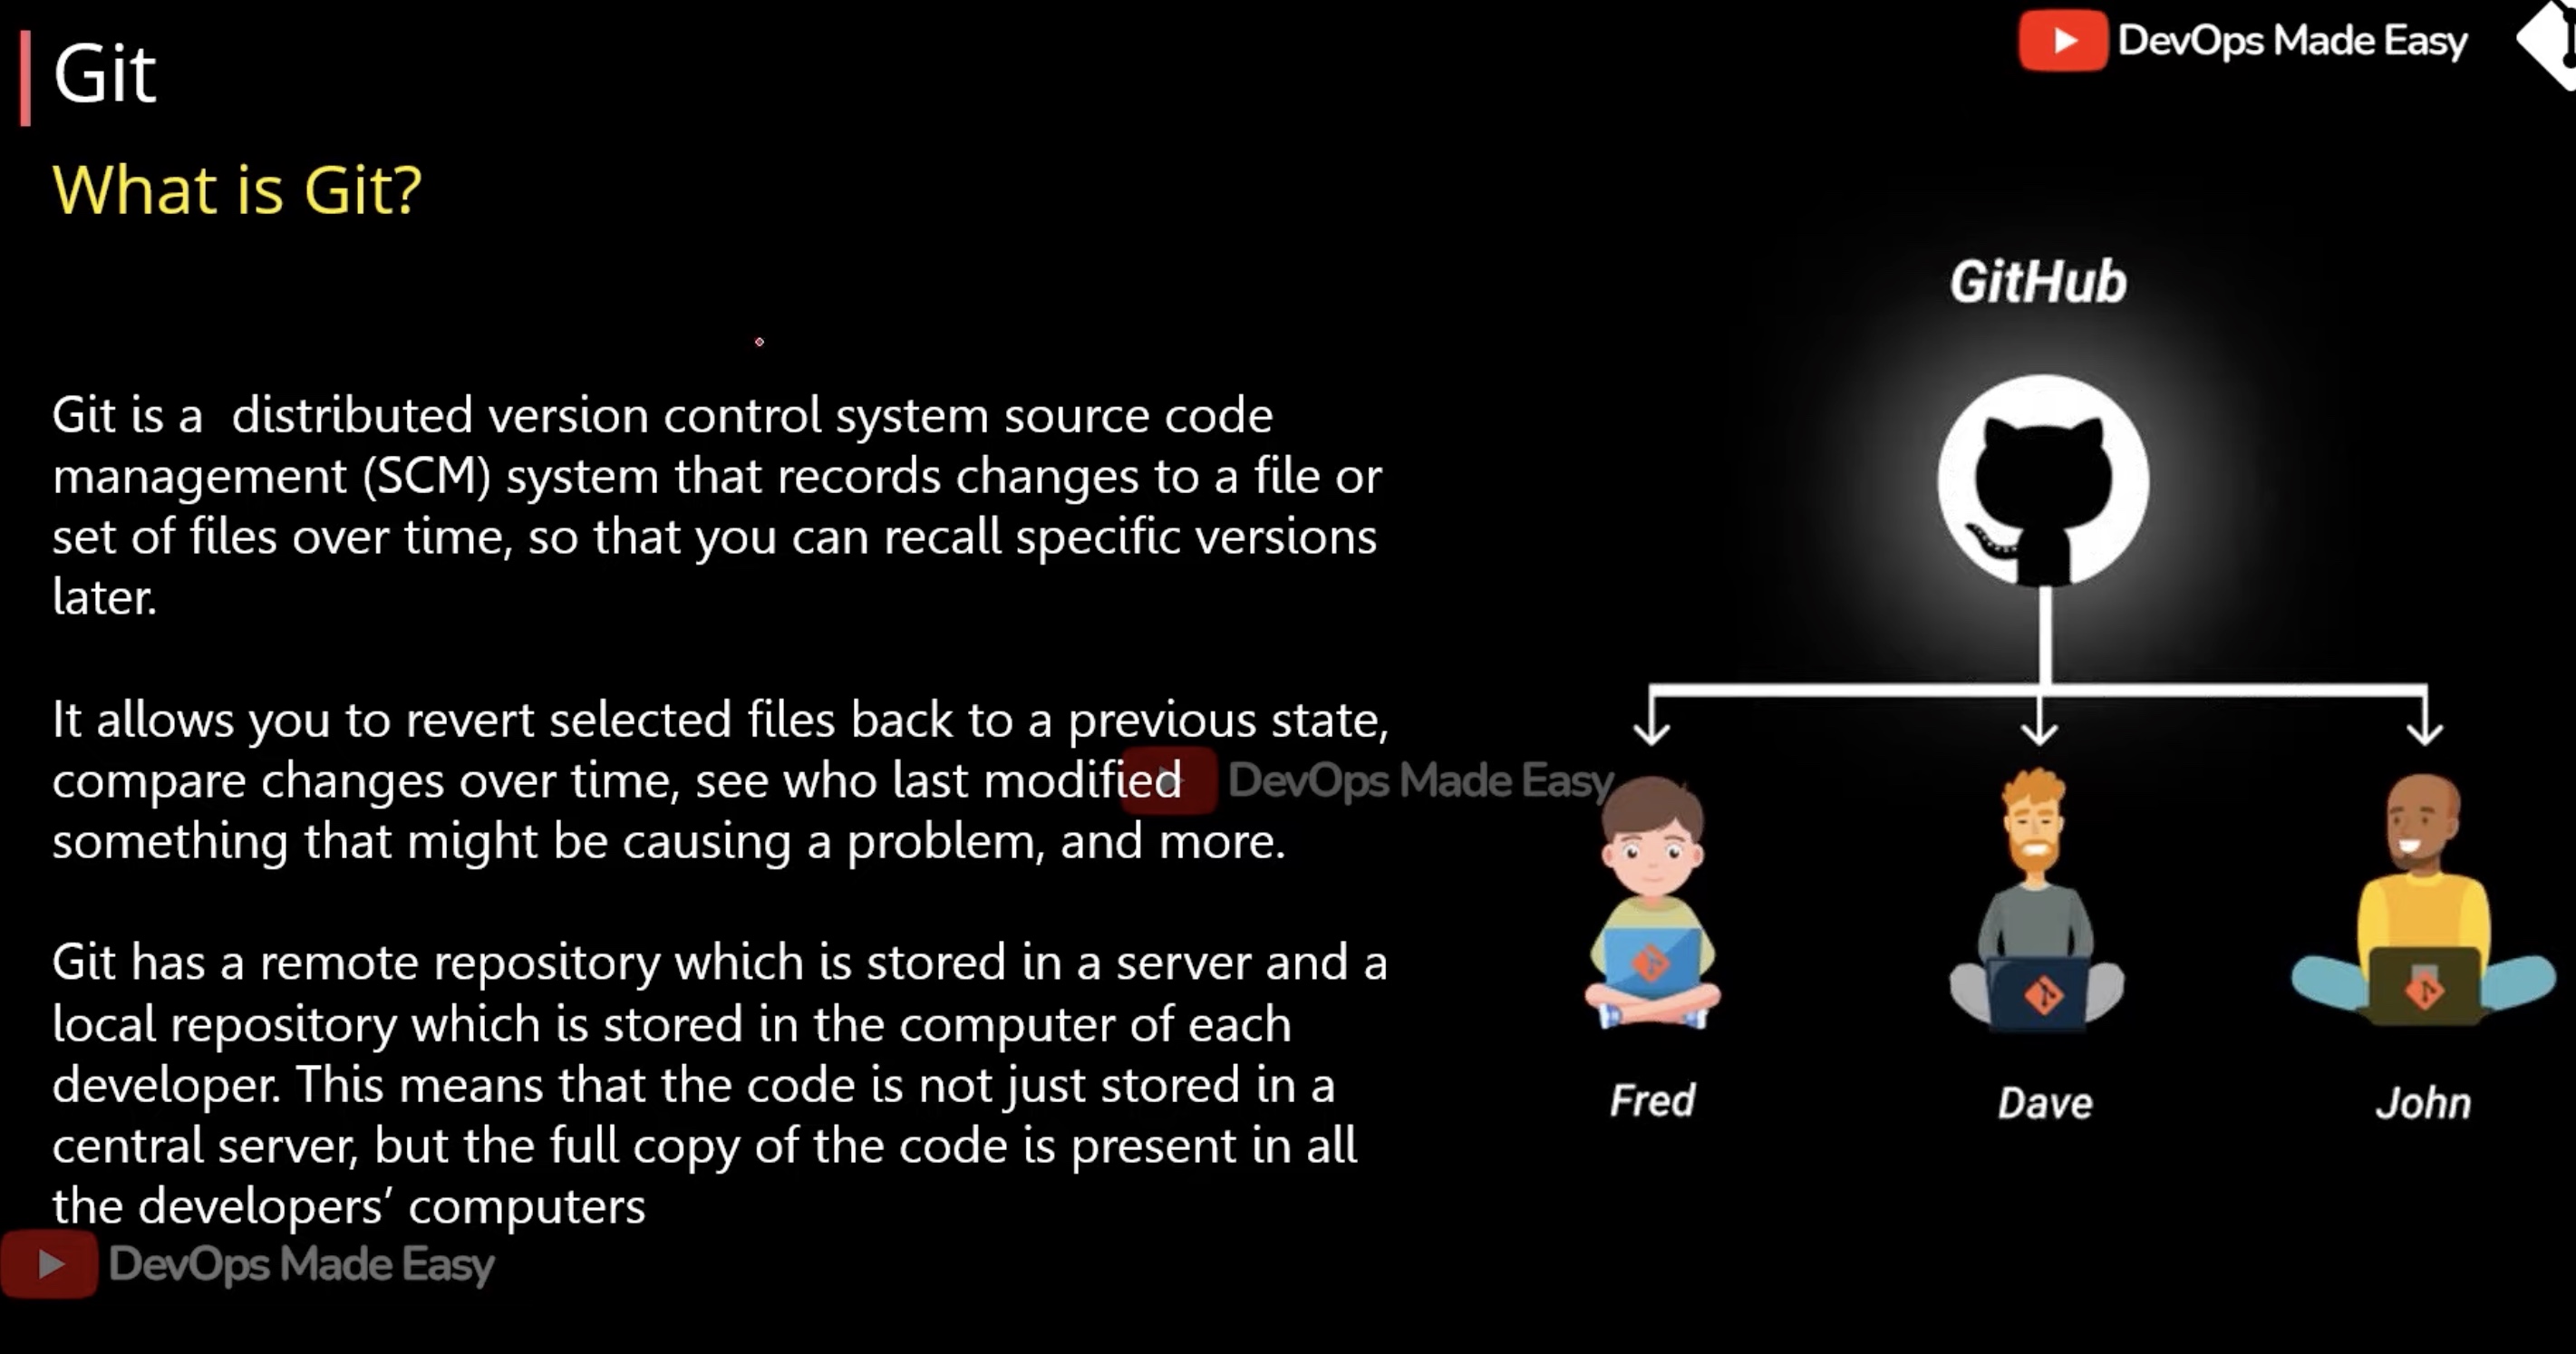 Git
DevOps Made Easy
What is Git?
GitHub
Git is a  distributed version control system source code
management (SCM) system that records changes to a file or
set of files over time, so that you can recall specific versions
later.
It allows you to revert selected files back to a previous state,
compare changes over time, see who last modified
something that might be causing a problem, and more.
DevOps Made Easy
Git has a remote repository which is stored in a server and a
local repository which is stored in the computer of each
developer. This means that the code is not just stored in a
central server, but the full copy of the code is present in all
the developers’ computers
Fred
Dave
John
DevOps Made Easy